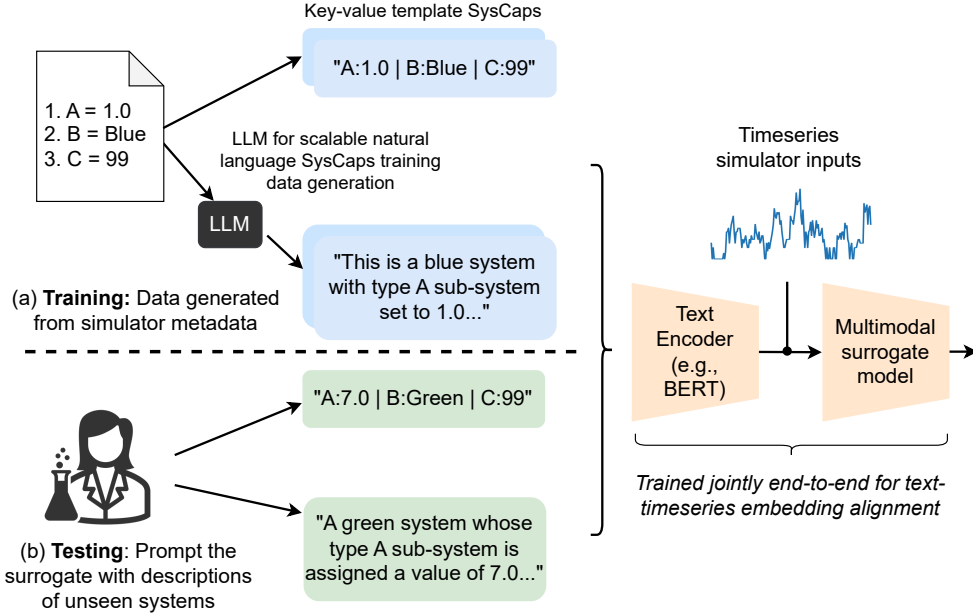 Key-value template SysCaps
"A:1.0 | B:Blue | C:99"
1. A = 1.0
2. B = Blue
3. C = 99
LLM for scalable natural
language SysCaps training
data generation
LLM
"This is a blue system
with type A sub-system
set to 1.0..."
(a) Training: Data generated
from simulator metadata
"A:7.0 | B:Green | C:99"
"A green system whose
type A sub-system is
assigned a value of 7.0..."
(b) Testing: Prompt the
surrogate with descriptions
of unseen systems
Timeseries
simulator inputs
Text
Encoder
(e.g.,
BERT)
Multimodal
surrogate
model
Trained jointly end-to-end for text-
timeseries embedding alignment